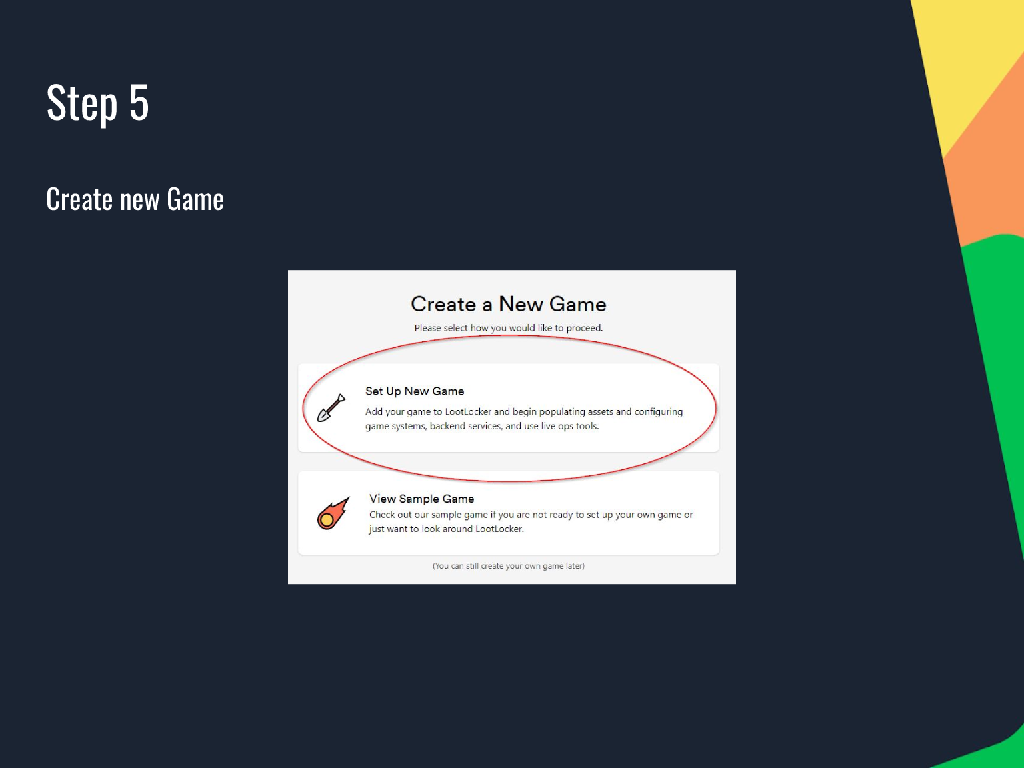 Step 5
Create new Game
Create a New Game
Please select how you would like to proceed.
Set Up New Game
Add your game to LootLocker and begin populating assets and configuring
game systems, backend services, and use live ops tools.
View Sample Game
Check out our sample game if you are not ready to set up your own game or
just want to look around LootLocker.
(You can still create your own game later)